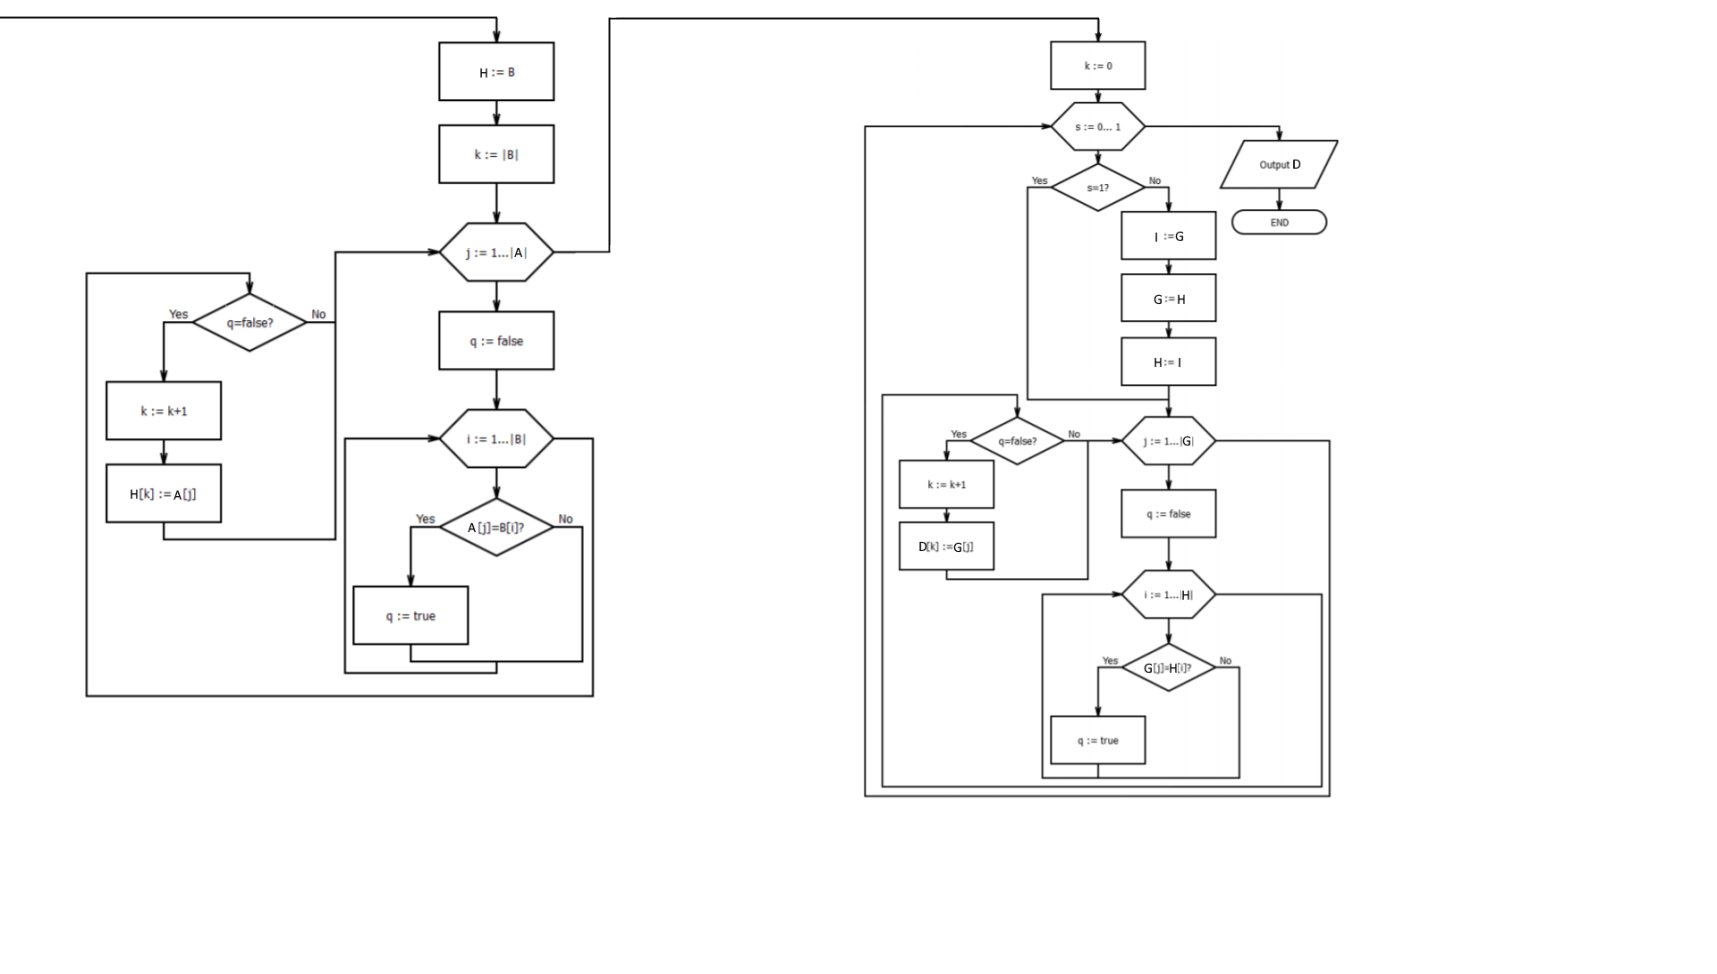 H := B
k := |B|
j := 1...|A|
q=false?
Yes
No
q := false
k := k+1
i := 1...|B|
H[k] := A[j]
A[j]=B[i]?
Yes
No
q := true
k := 0
s := 0... 1
Output D
s=1?
Yes
No
END
I :=G
G:=H
H:= I
q=false?
Yes
No
j := 1...|G|
k := k+1
q := false
D[k] :=G[j]
i := 1...|H|
G[j]=H[i]?
Yes
No
q := true